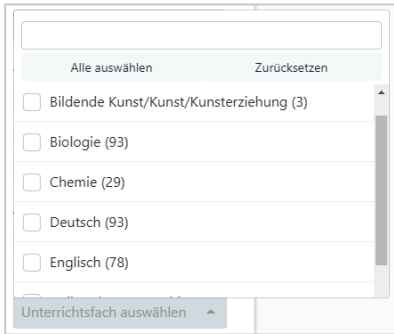 Alle auswählen Zurücksetzen
Bildende Kunst/Kunst/Kunsterziehung (3)
Biologie (93)
Chemie (29)
Deutsch (93)
Englisch (78)
Unterrichtsfach auswählen